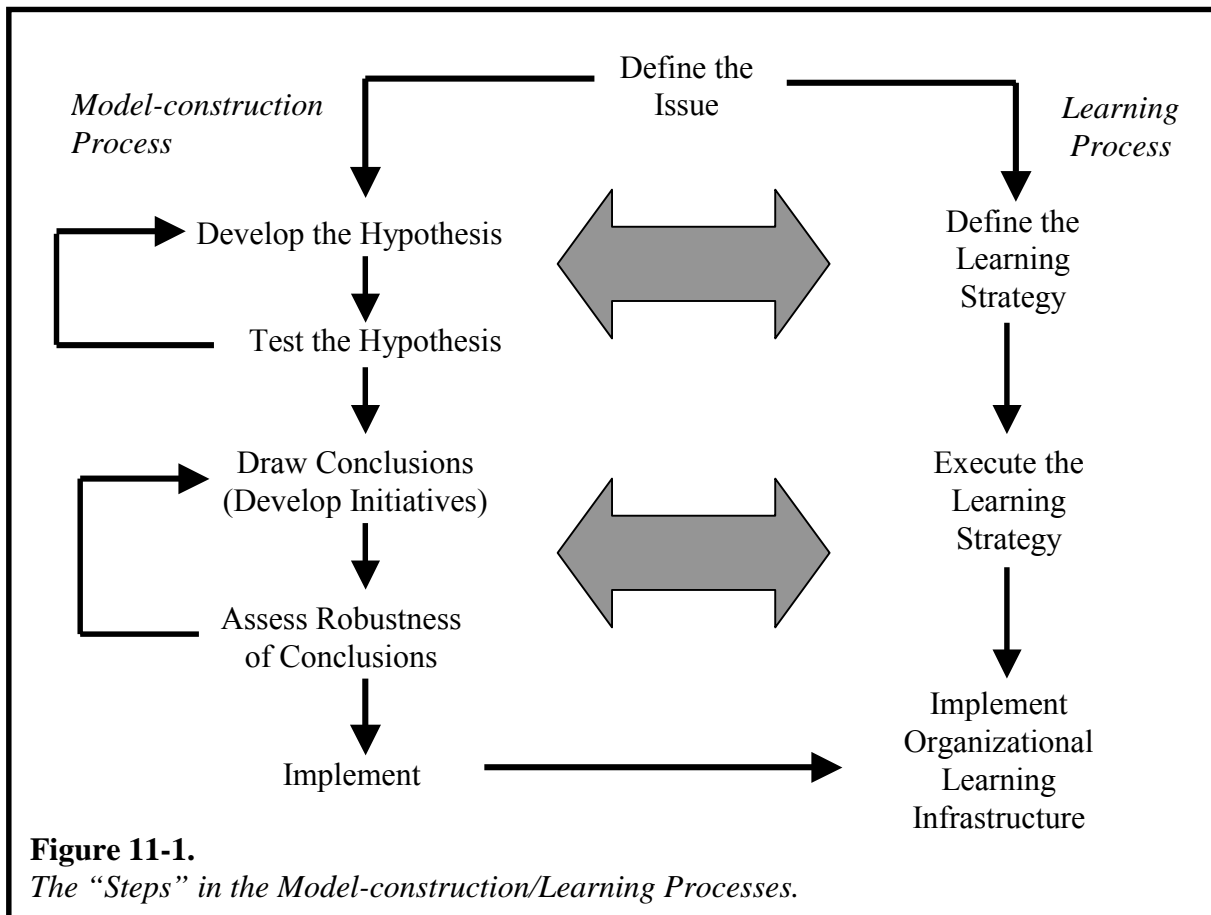 Define the
Issue
Model-construction
Process
Learning
Process
Develop the Hypothesis
Define the
Learning
Strategy
Test the Hypothesis
Draw Conclusions
(Develop Initiatives)
Execute the
Learning
Strategy
Assess Robustness
of Conclusions
Implement
Organizational
Learning
Infrastructure
Implement
Figure 11-1.
The “Steps” in the Model-construction/Learning Processes.